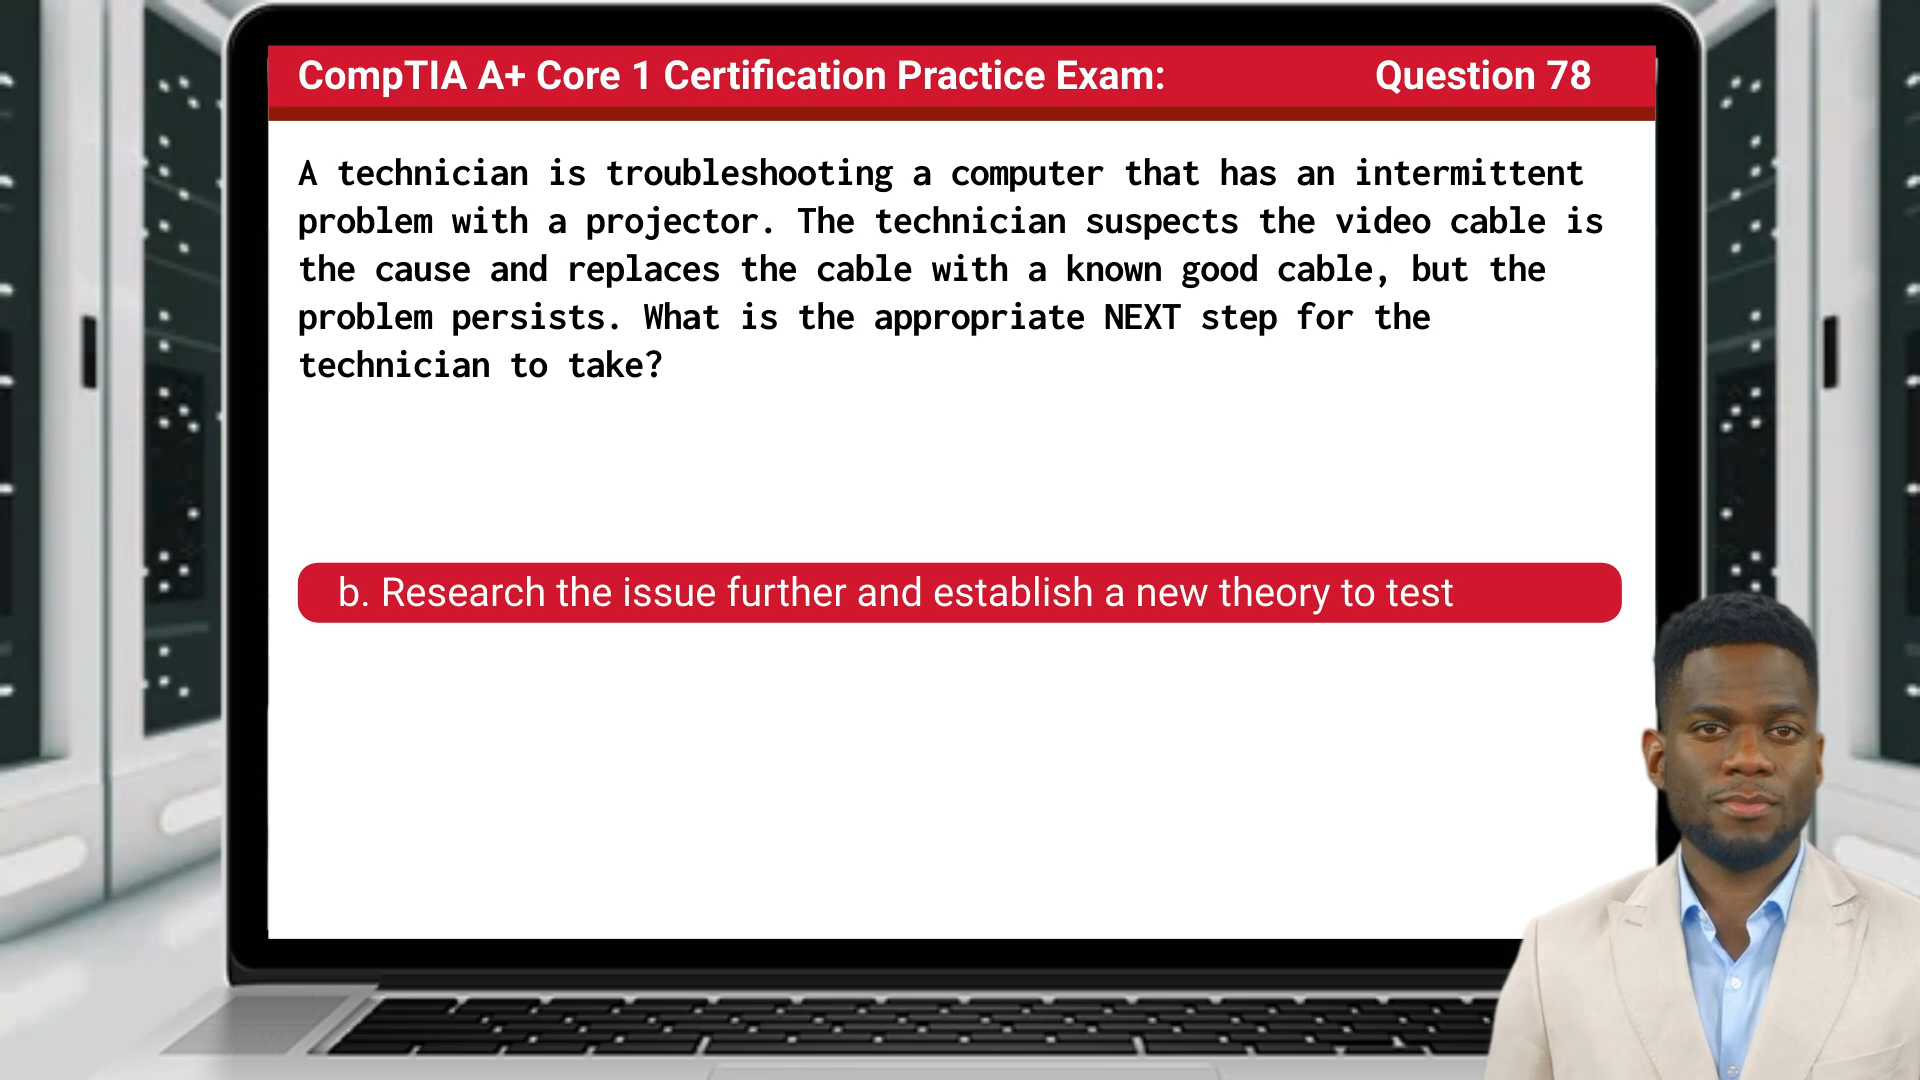 CompTIA A+ Core 1 Certification Practice Exam: Question 78
A technician is troubleshooting a computer that has an intermittent
problem with a projector. The technician suspects the video cable is
the cause and replaces the cable with a known good cable, but the
problem persists. What is the appropriate NEXT step for the
technician to take?
b. Research the issue further and establish a new theory to test